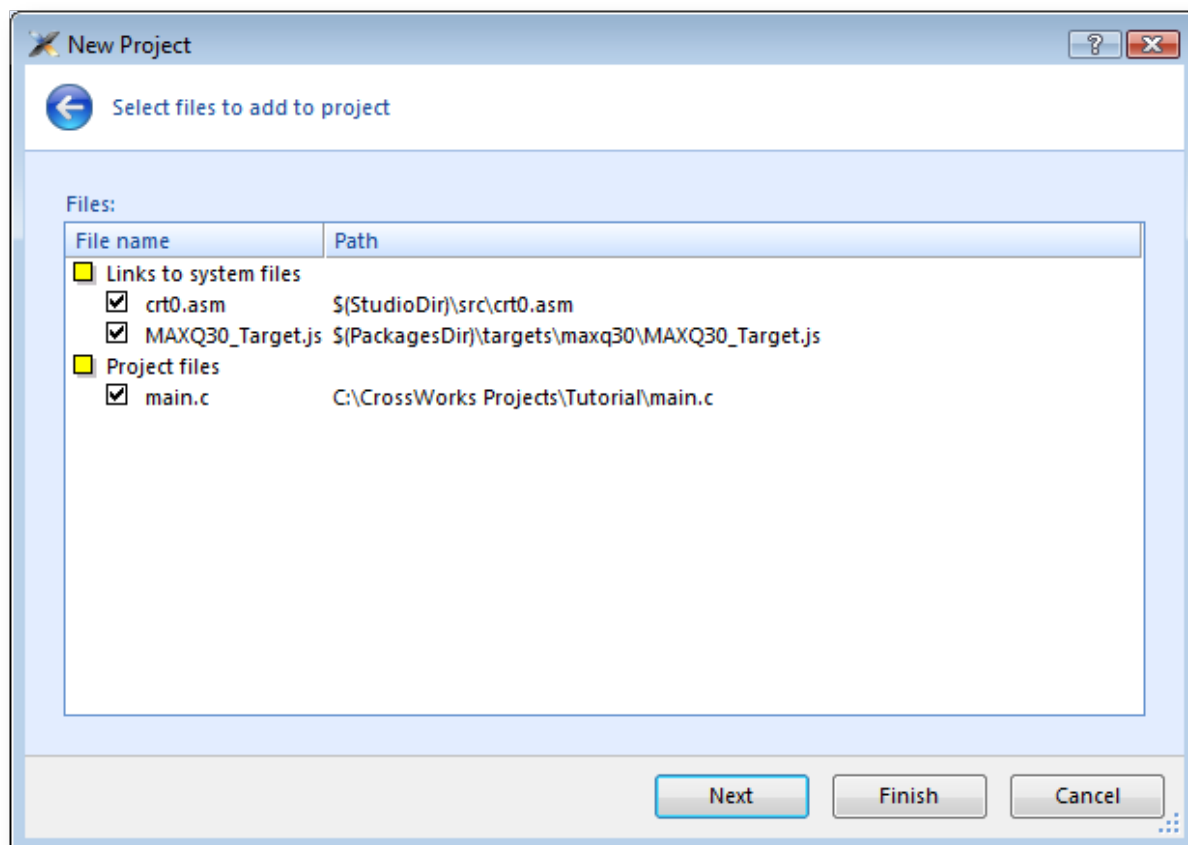 New Project
Select files to add to project
Files:
File name Path
Links to system files
crt0.asm $(StudioDir)\src\crt0.asm
MAXQ30_Target.js $(PackagesDir)\targets\maxq30\MAXQ30_Target.js
Project files
main.c C:\CrossWorks Projects\Tutorial\main.c
Next Finish Cancel